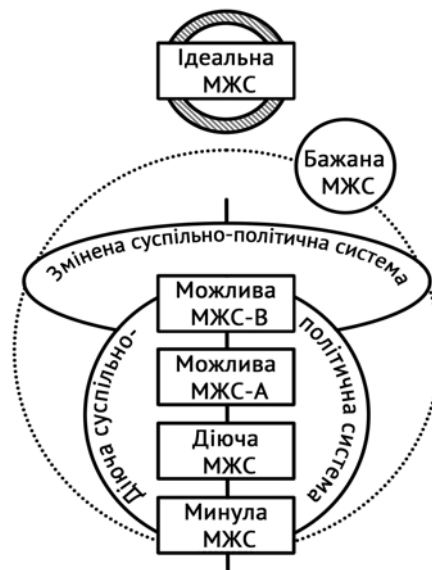 Ідеальна
МЖС
Бажана
МЖС
Змінена суспільно-політична система
Можлива
МЖС-В
Можлива
МЖС-А
Діюча
МЖС
Минула
МЖС
Діюча суспільно-
політична система